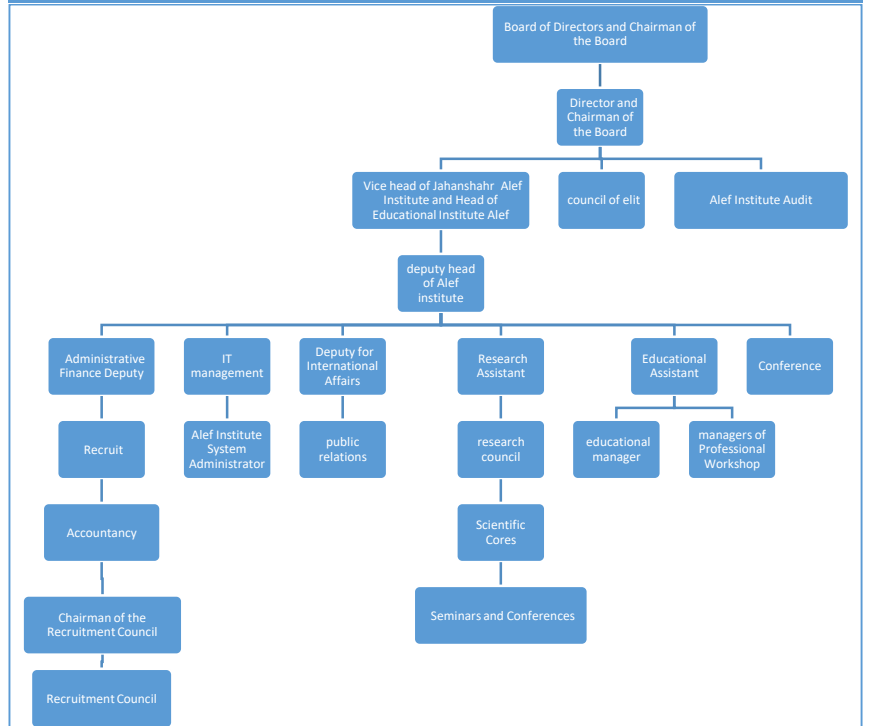 Board of Directors and Chairman of
the Board
Director and
Chairman of
the Board
Vice head of Jahanshahr Alef
Institute and Head of
Educational Institute Alef
council of elit
Alef Institute Audit
deputy head
of Alef
institute
Administrative
Finance Deputy
IT
management
Deputy for
International
Affairs
Research
Assistant
Educational
Assistant
Conference
Recruit
Alef Institute
System
Administrator
public
relations
research
council
educational
manager
managers of
Professional
Workshop
Accountancy
Scientific
Cores
Chairman of the
Recruitment Council
Seminars and Conferences
Recruitment Council